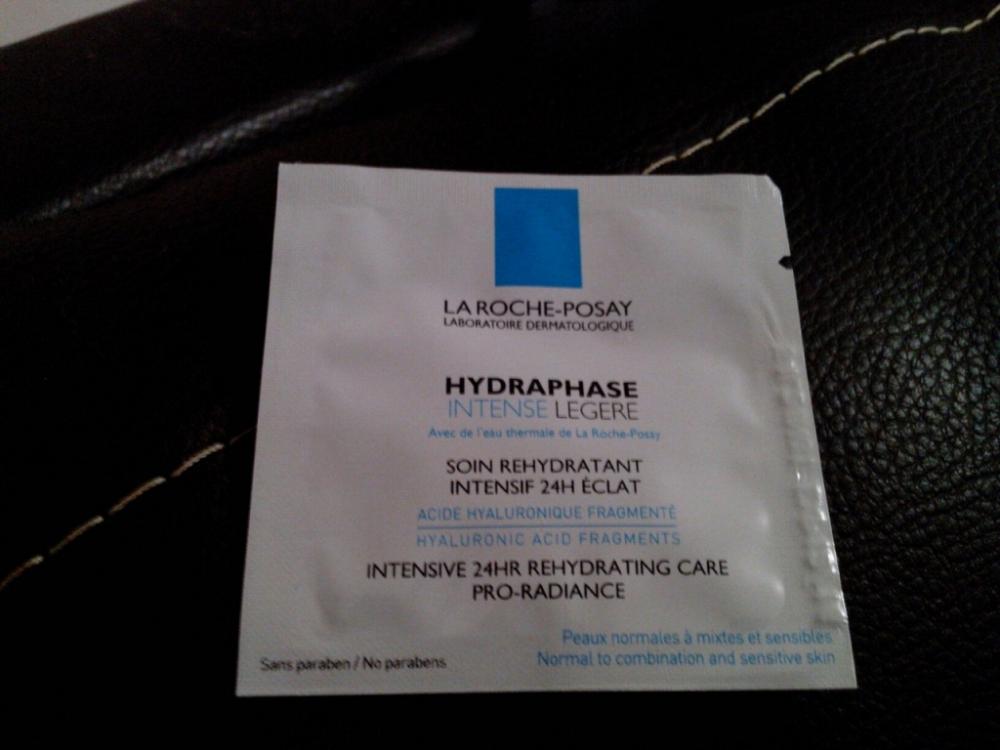 LA ROCHE-POSAY
LABORATOIRE DERMATOLOGIQUE
HYDRAPHASE
INTENSE LEGERE
Avec de l'eau thermale de La Roche-Posay
SOIN REHYDRATANT
INTENSIF 24H ÉCLAT
ACIDE HYALURONIQUE FRAGMENTÉ
HYALURONIC ACID FRAGMENTS
INTENSIVE 24HR REHYDRATING CARE
PRO-RADIANCE
Peaux normales à mixtes et sensibles
Normal to combination and sensitive skin
Sans paraben / No parabens